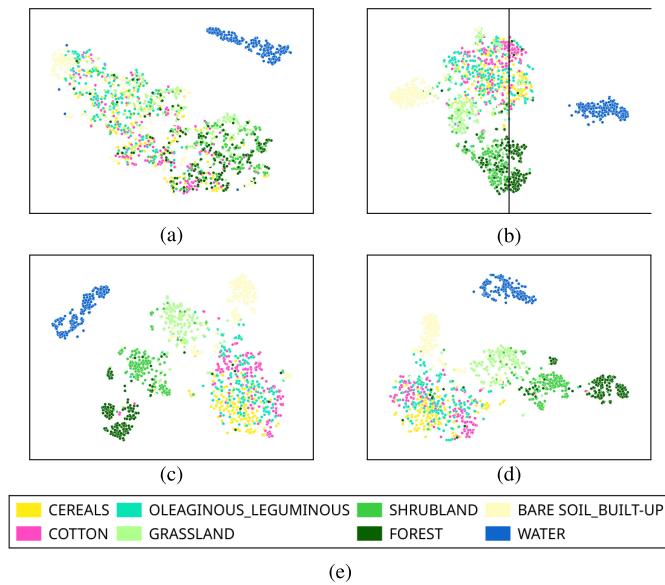 (a) (b)
(c) (d)
CEREALS OLEAGINOUS_LEGUMINOUS SHRUBLAND BARE SOIL_BUILT-UP
COTTON GRASSLAND FOREST WATER
(e)